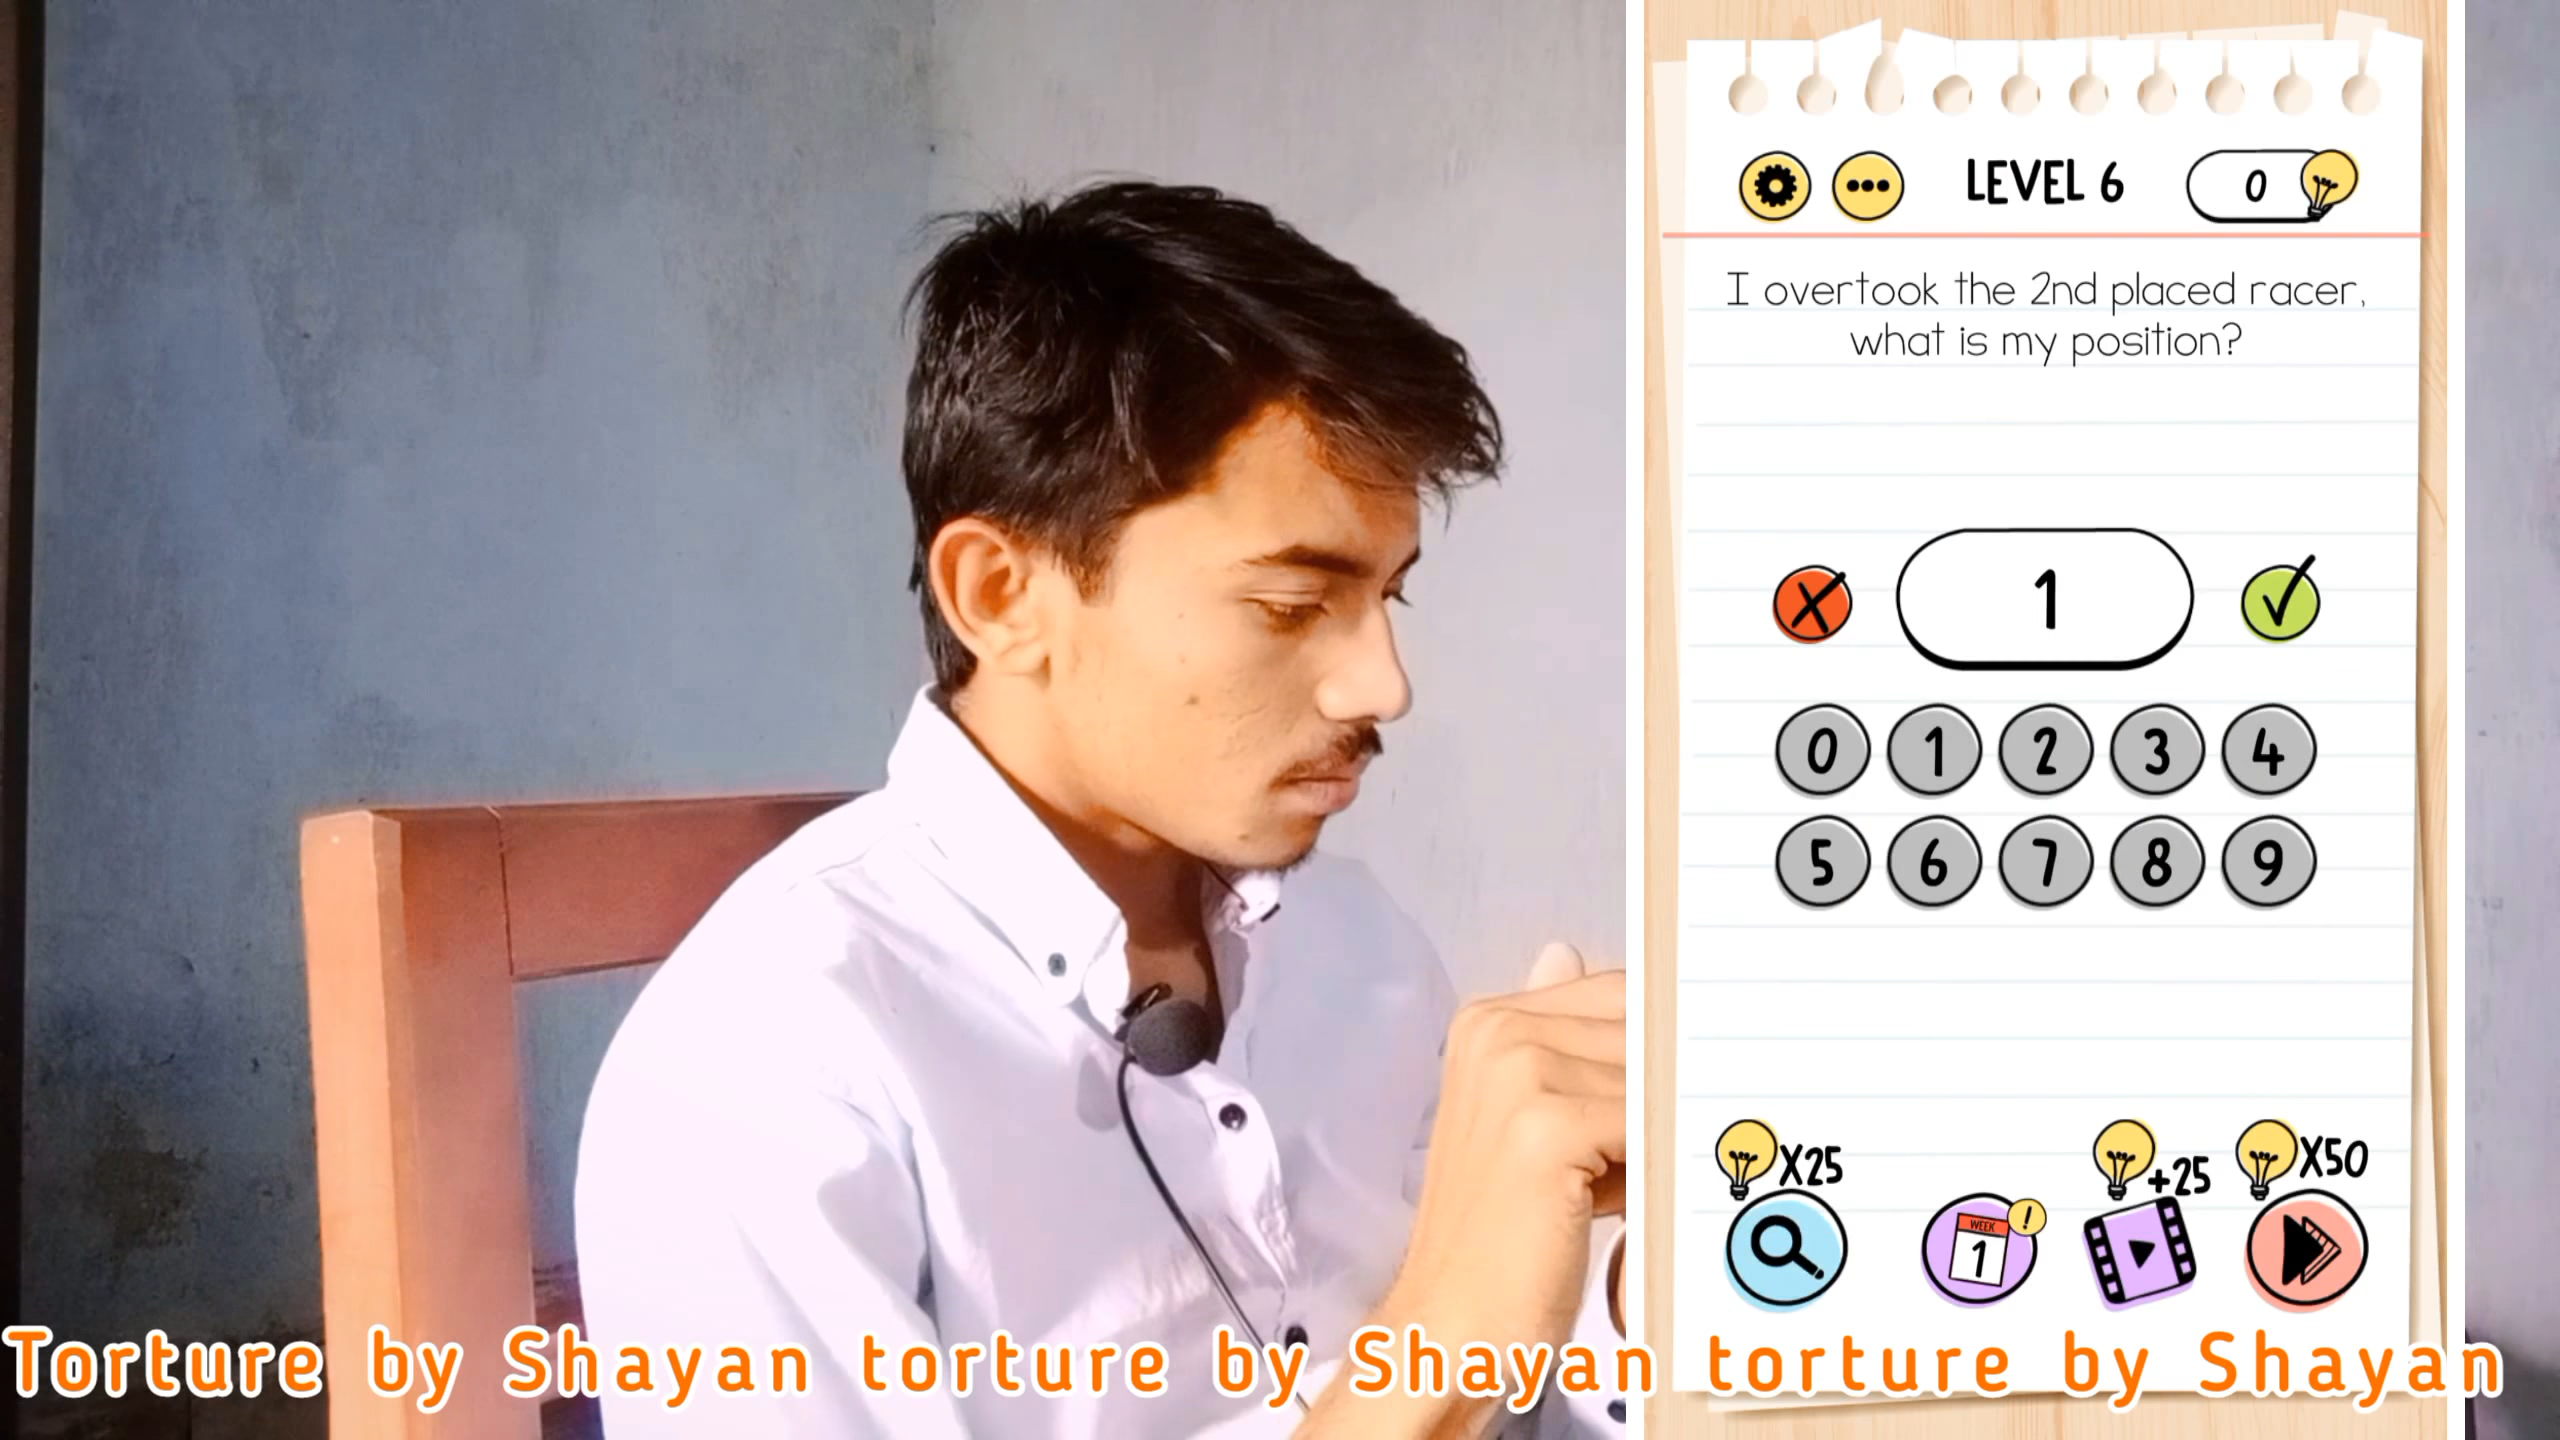 LEVEL 6
0
I overtook the 2nd placed racer,
what is my position?
1
0 1 2 3 4
5 6 7 8 9
X25
+25
X50
WEEK
1
!
Torture by Shayan torture by Shayan torture by Shayan